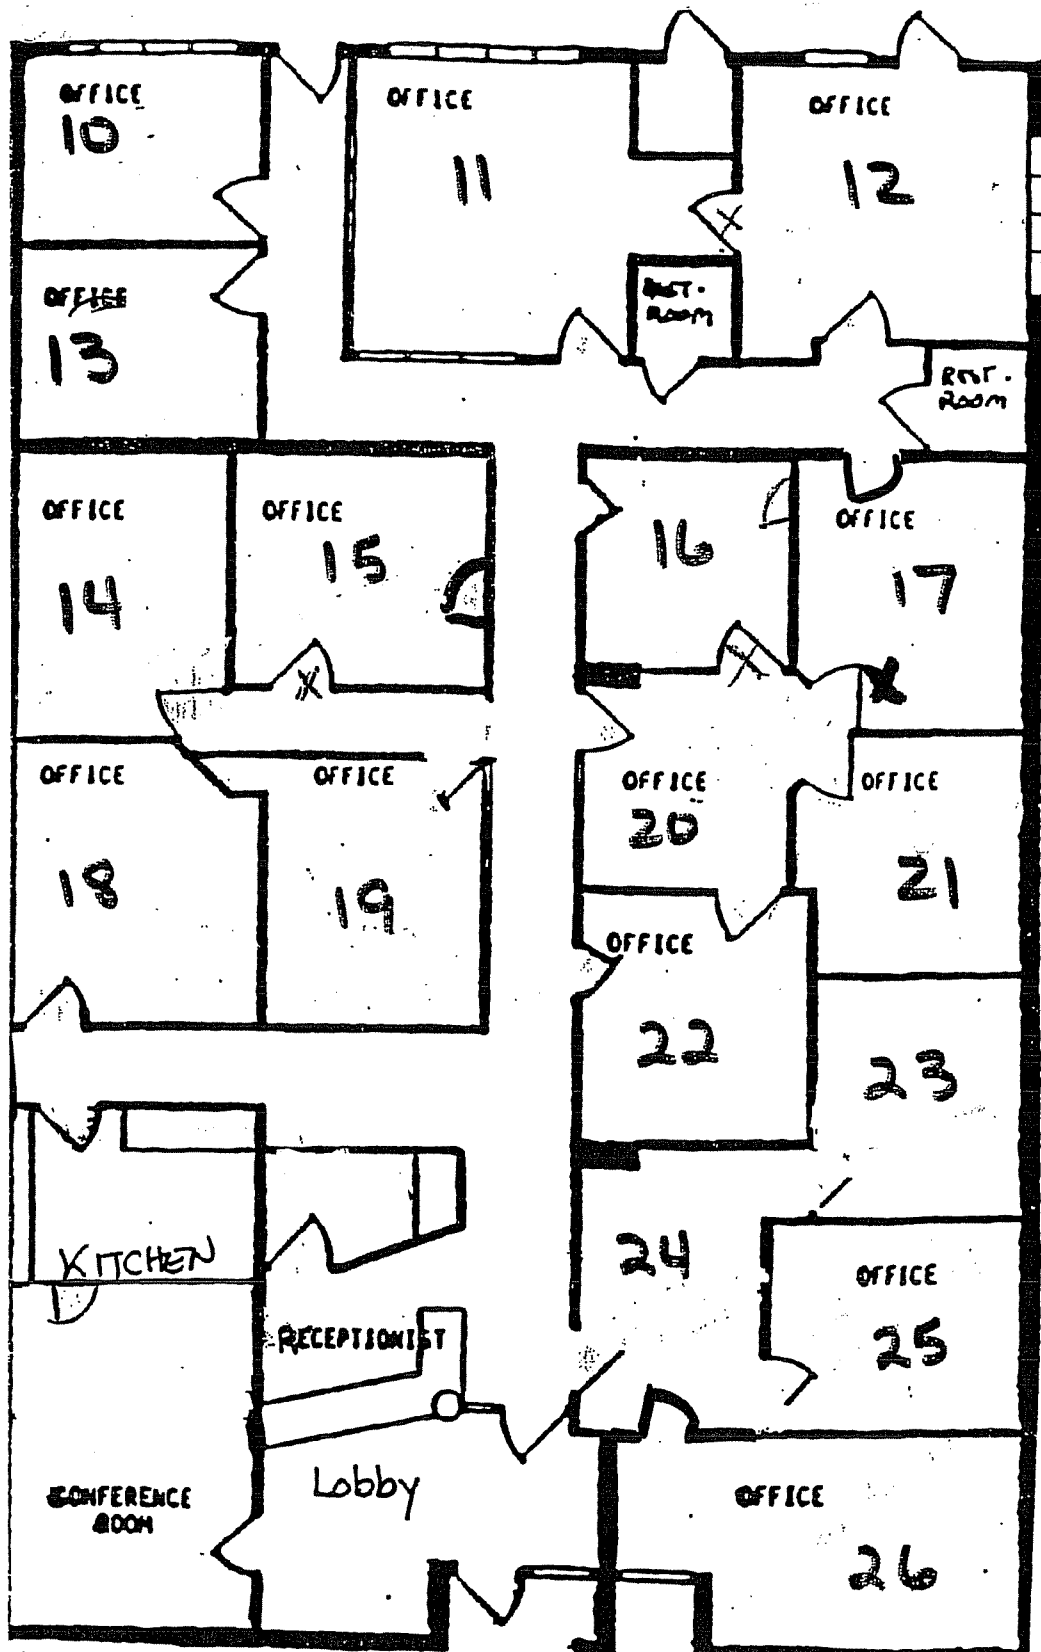 OFFICE
10
OFFICE
11
OFFICE
12
OFFICE
13
REST-
ROOM
REST-
ROOM
OFFICE
14
OFFICE
15
16
OFFICE
17
OFFICE
18
OFFICE
19
OFFICE
20
OFFICE
21
OFFICE
22
23
24
OFFICE
25
KITCHEN
RECEPTIONIST
Lobby
CONFERENCE
ROOM
OFFICE
26